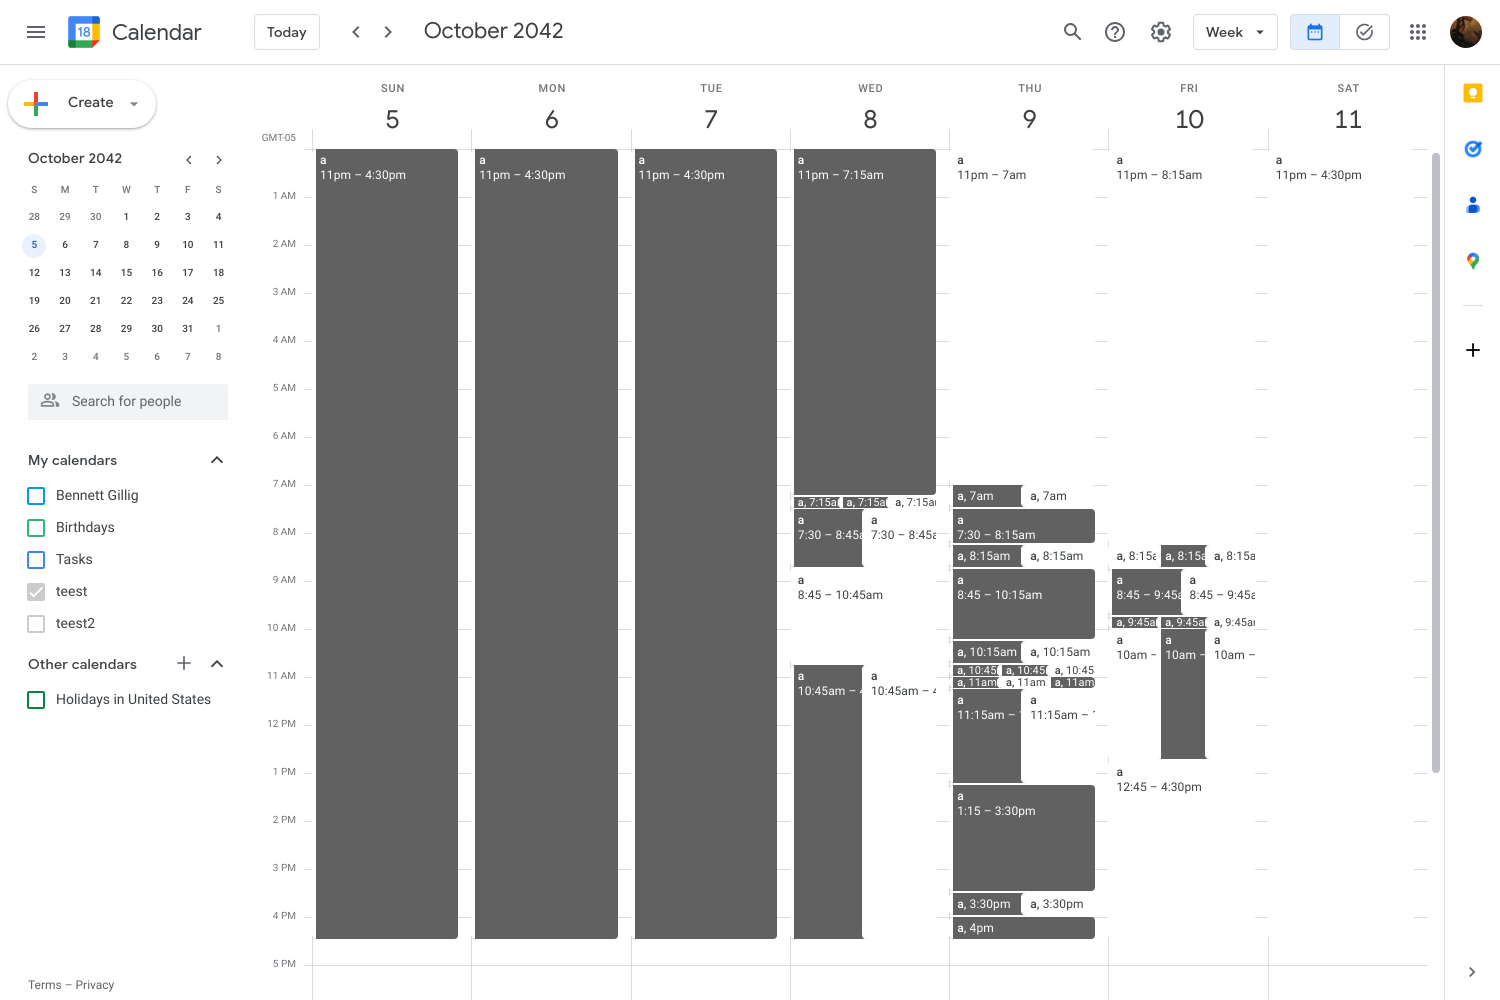 18 Calendar Today October 2042 Week
Create
SUN MON TUE WED THU FRI SAT
5 6 7 8 9 10 11
GMT-05
October 2042
S M T W T F S
28 29 30 1 2 3 4
5 6 7 8 9 10 11
12 13 14 15 16 17 18
19 20 21 22 23 24 25
26 27 28 29 30 31 1
2 3 4 5 6 7 8
Search for people
My calendars
Bennett Gillig
Birthdays
Tasks
teest
teest2
Other calendars
Holidays in United States
Terms – Privacy
1 AM
2 AM
3 AM
4 AM
5 AM
6 AM
7 AM
8 AM
9 AM
10 AM
11 AM
12 PM
1 PM
2 PM
3 PM
4 PM
5 PM
a
11pm – 4:30pm
a
11pm – 4:30pm
a
11pm – 4:30pm
a
11pm – 7:15am
a, 7:15a
a, 7:15a
a, 7:15a
a
7:30 – 8:45a
a
7:30 – 8:45a
a
8:45 – 10:45am
a
10:45am – 4
a
10:45am – 4
a
11pm – 7am
a, 7am
a, 7am
a
7:30 – 8:15am
a, 8:15am
a, 8:15am
a
8:45 – 10:15am
a, 10:15am
a, 10:15am
a, 10:45
a, 10:45
a, 10:45
a, 11am
a, 11am
a, 11am
a
11:15am –
a
11:15am –
a
1:15 – 3:30pm
a, 3:30pm
a, 3:30pm
a, 4pm
a
11pm – 8:15am
a, 8:15a
a, 8:15a
a, 8:15a
a
8:45 – 9:45a
a
8:45 – 9:45a
a, 9:45a
a, 9:45a
a, 9:45a
a
10am –
a
10am –
a
10am –
a
12:45 – 4:30pm
a
11pm – 4:30pm